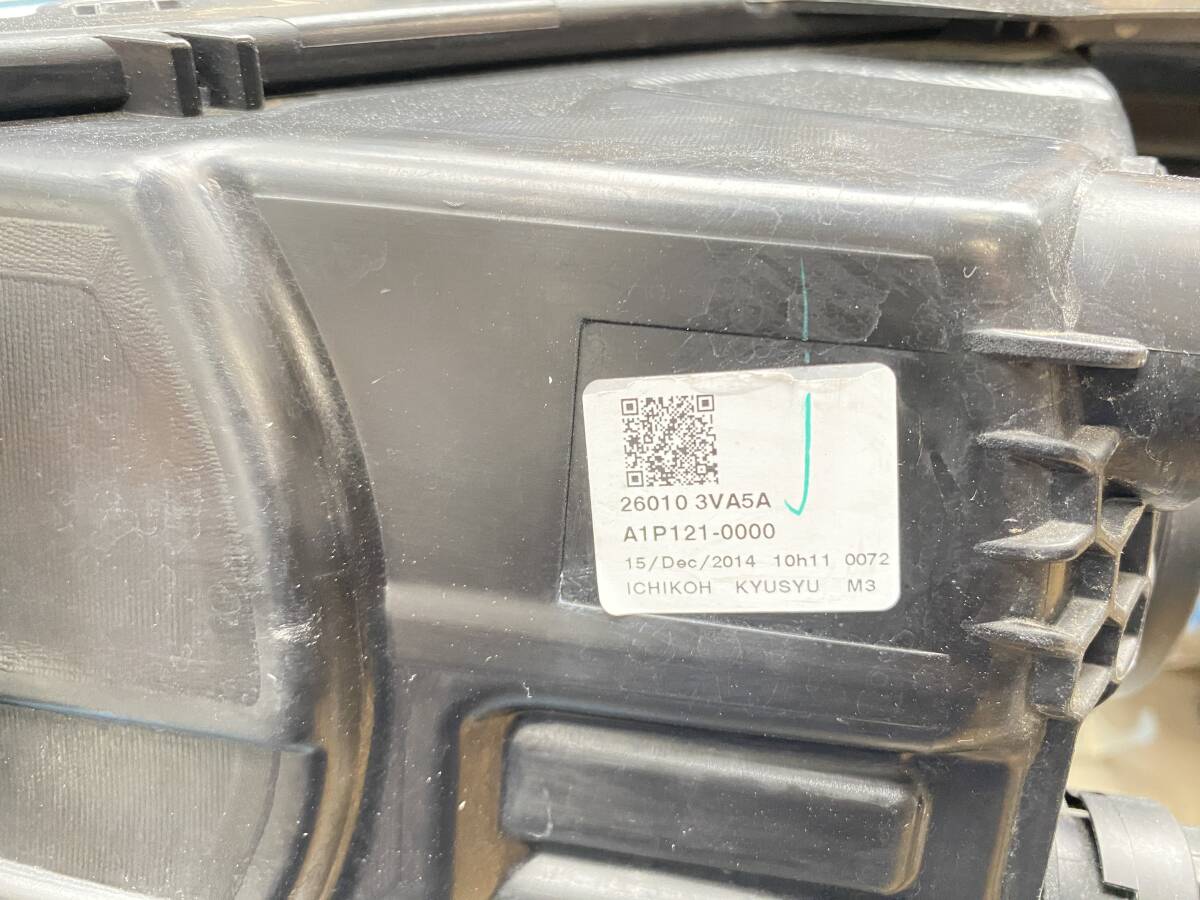 26010 3VA5A
A1P121-0000
15/Dec/2014 10h11 0072
ICHIKOH KYUSYU M3